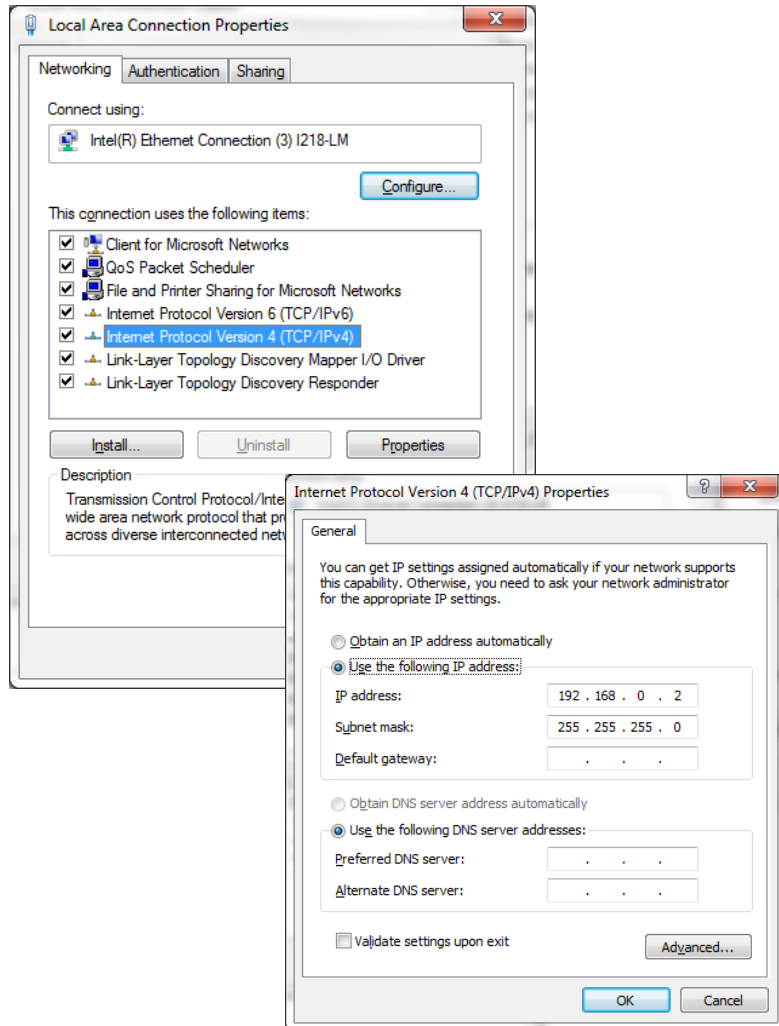 Local Area Connection Properties
Networking
Authentication
Sharing
Connect using:
Intel(R) Ethernet Connection (3) I218-LM
Configure...
This connection uses the following items:
Client for Microsoft Networks
QoS Packet Scheduler
File and Printer Sharing for Microsoft Networks
Internet Protocol Version 6 (TCP/IPv6)
Internet Protocol Version 4 (TCP/IPv4)
Link-Layer Topology Discovery Mapper I/O Driver
Link-Layer Topology Discovery Responder
Install...
Uninstall
Properties
Description
Transmission Control Protocol/Inte
wide area network protocol that pr
across diverse interconnected netw
Internet Protocol Version 4 (TCP/IPv4) Properties
General
You can get IP settings assigned automatically if your network supports
this capability. Otherwise, you need to ask your network administrator
for the appropriate IP settings.
Obtain an IP address automatically
Use the following IP address:
IP address: 192 . 168 . 0 . 2
Subnet mask: 255 . 255 . 255 . 0
Default gateway: . . .
Obtain DNS server address automatically
Use the following DNS server addresses:
Preferred DNS server: . . .
Alternate DNS server: . . .
Validate settings upon exit
Advanced...
OK
Cancel